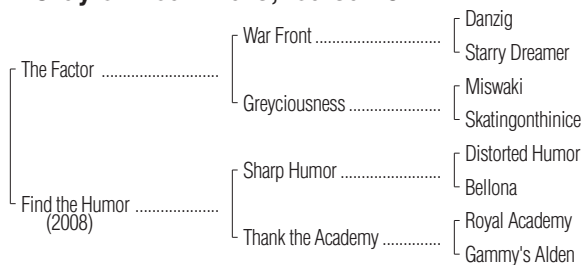 The Factor
Find the Humor
(2008)
War Front
Greyciousness
Sharp Humor
Thank the Academy
Danzig
Starry Dreamer
Miswaki
Skatingonthinice
Distorted Humor
Bellona
Royal Academy
Gammy's Alden